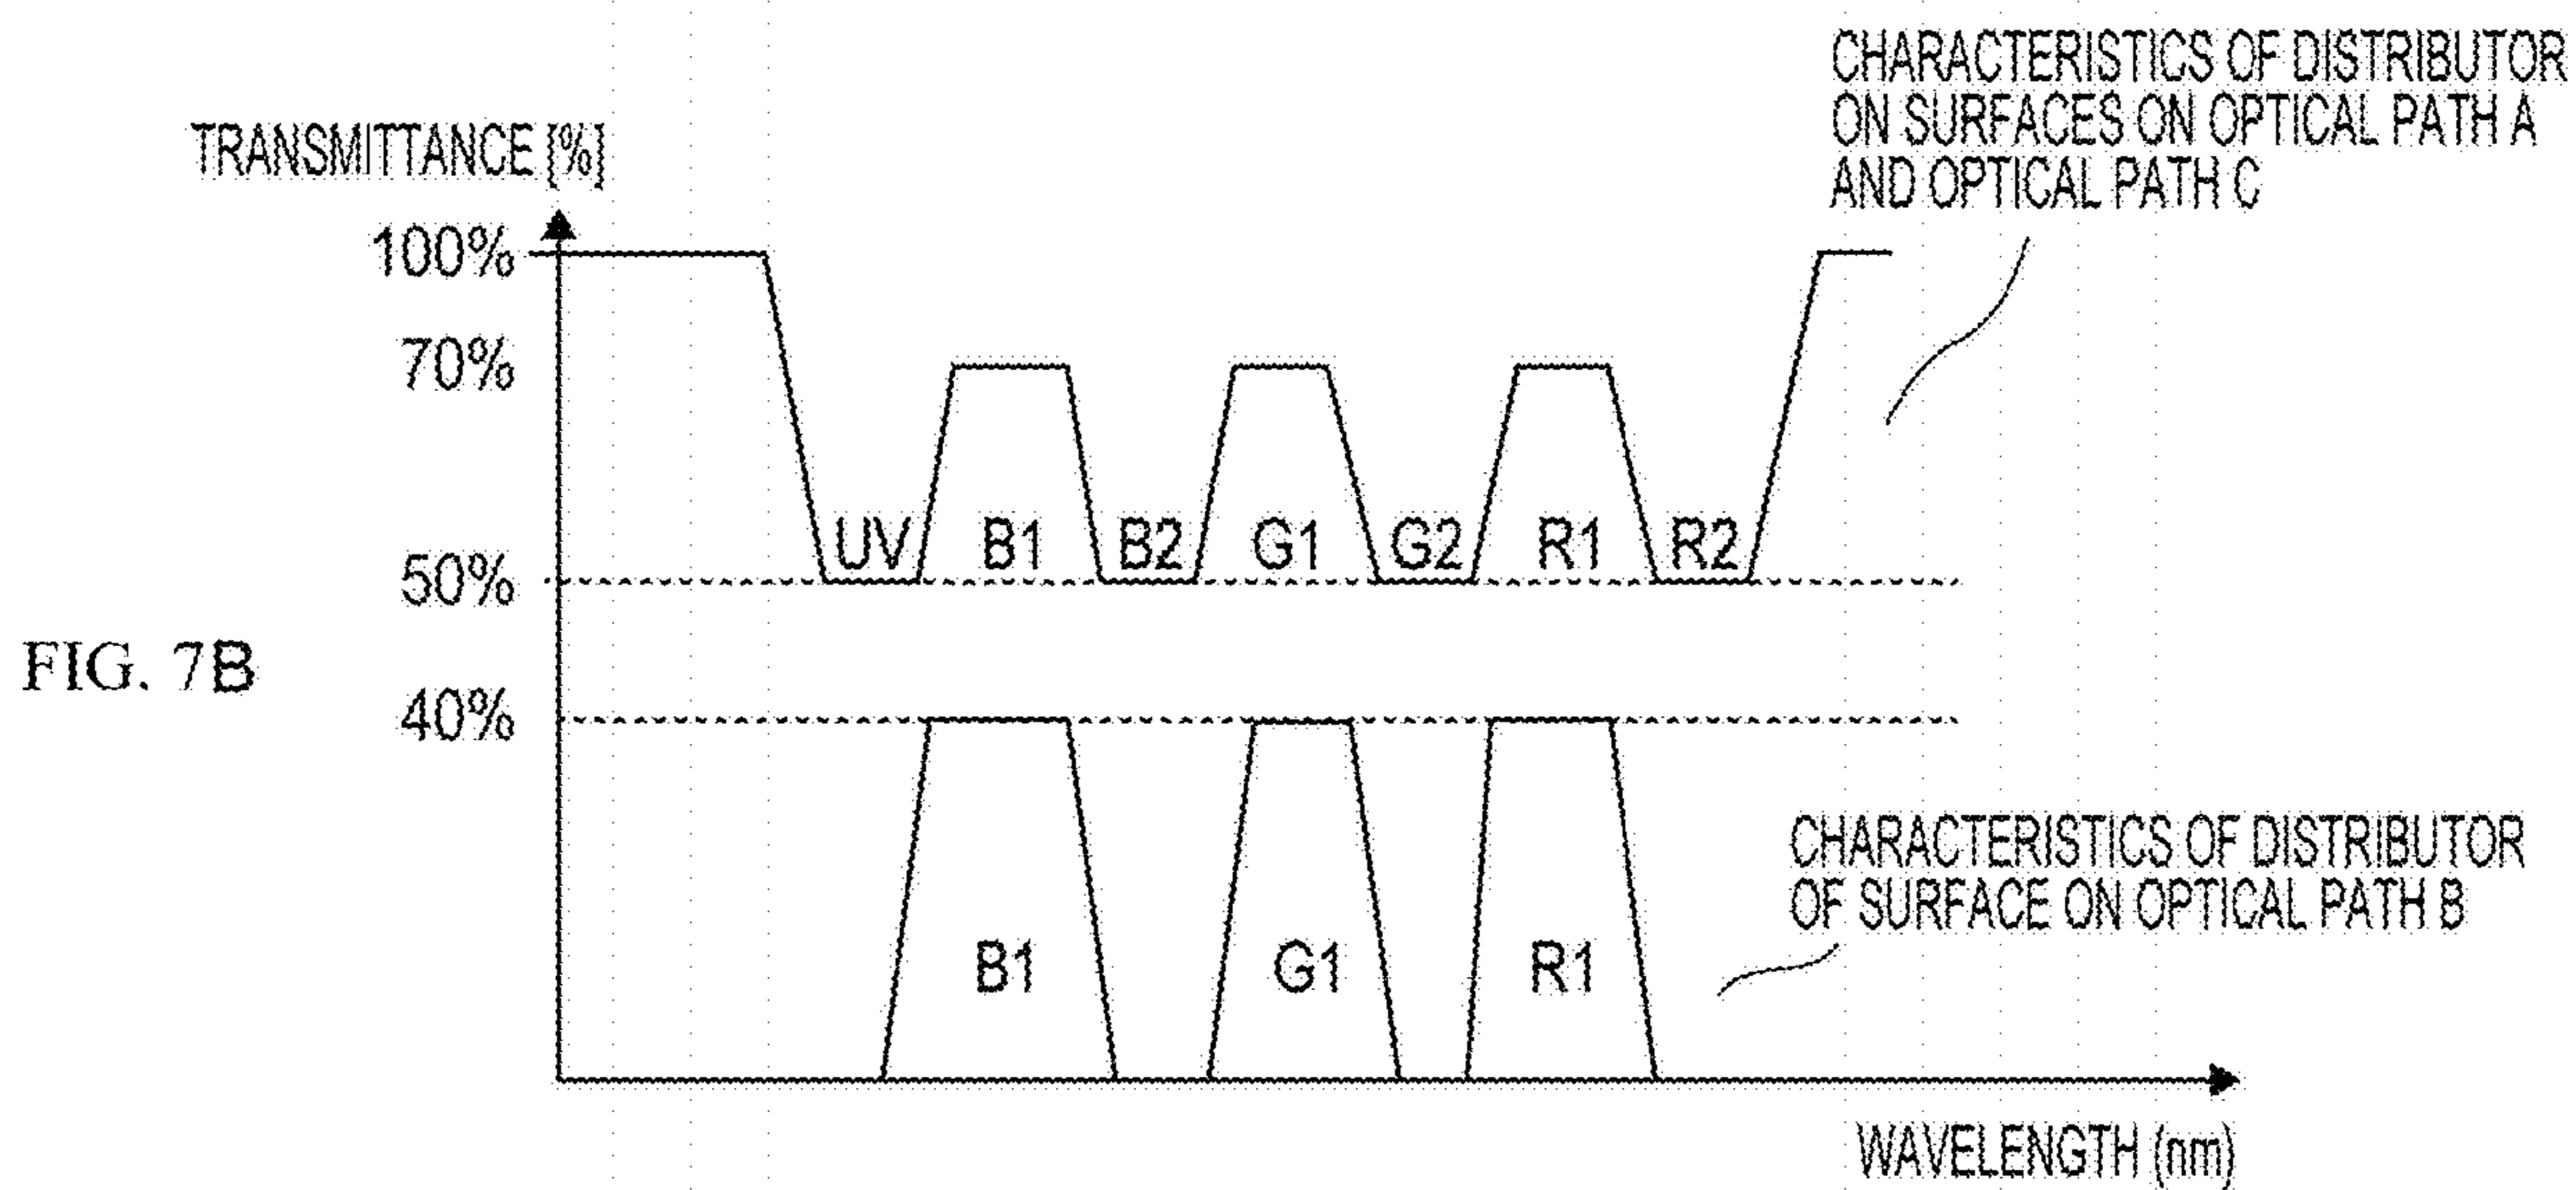 CHARACTERISTICS OF DISTRIBUTOR
ON SURFACES ON OPTICAL PATH A
AND OPTICAL PATH C
TRANSMITTANCE [%]
100%
70%
UV B1 B2 G1 G2 R1 R2
50%
FIG. 7B
40%
CHARACTERISTICS OF DISTRIBUTOR
OF SURFACE ON OPTICAL PATH B
B1 G1 R1
WAVELENGTH (nm)